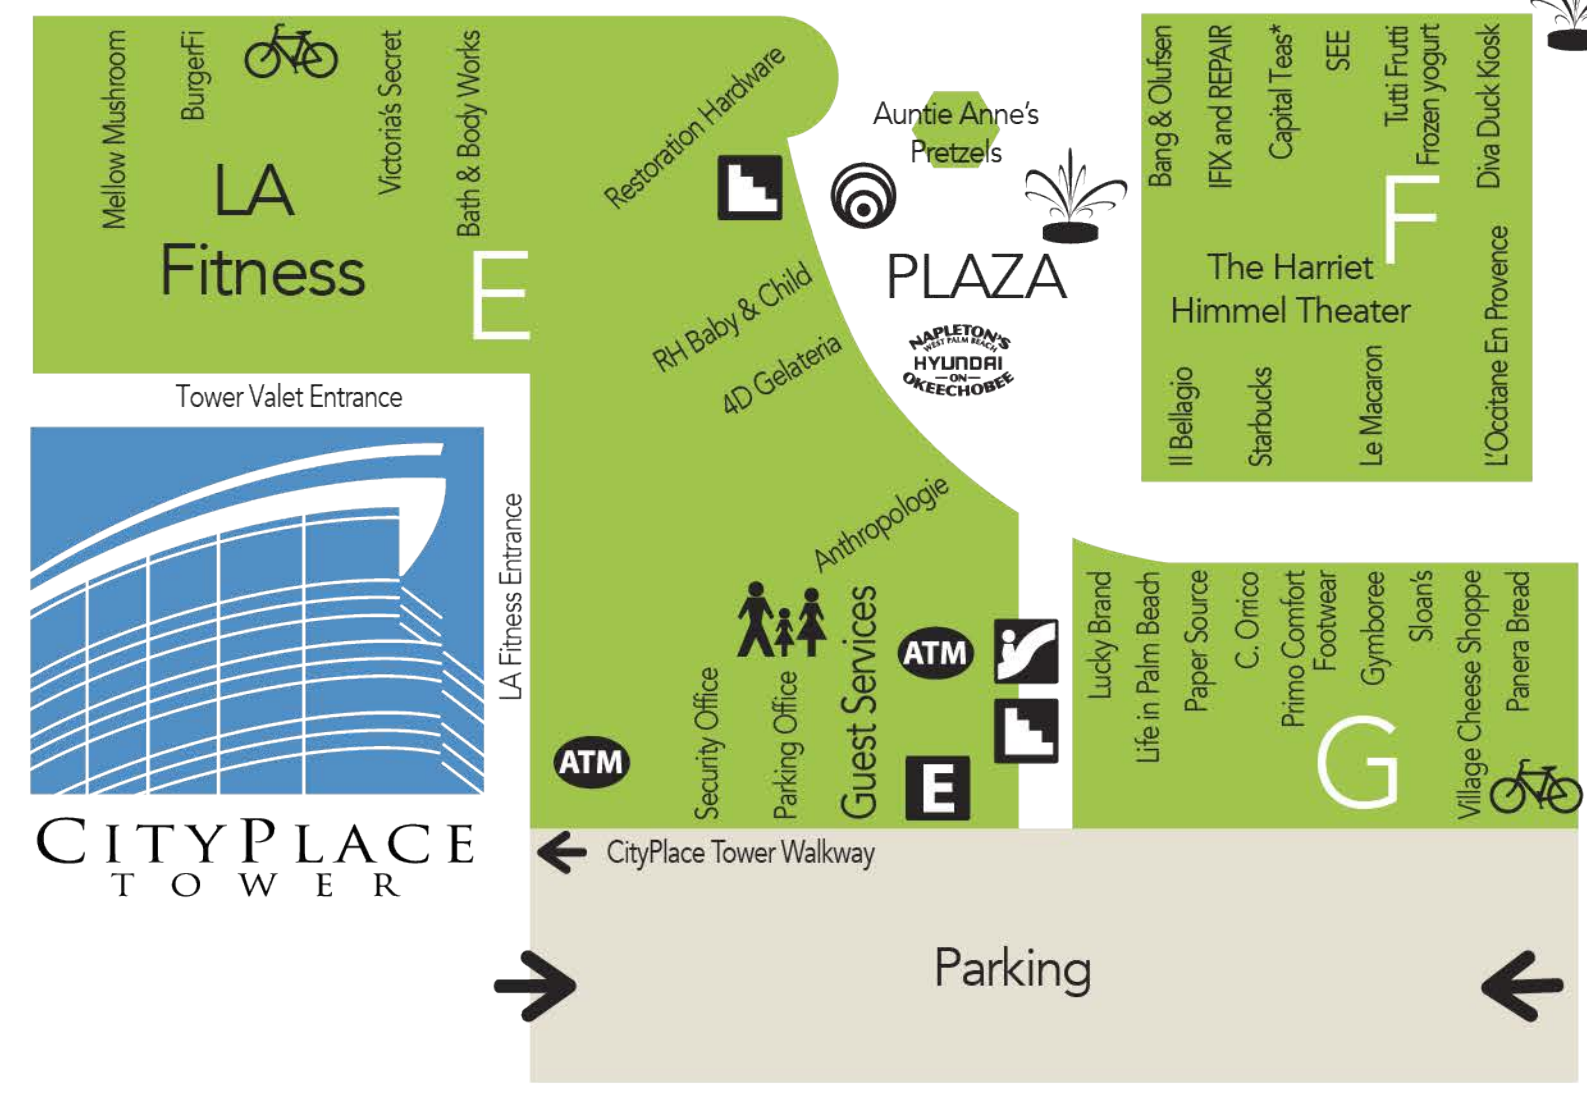 Mellow Mushroom
BurgerFi
Victoria's Secret
Bath & Body Works
LA
Fitness
E
Restoration Hardware
RH Baby & Child
4D Gelateria
Anthropologie
Auntie Anne's
Pretzels
PLAZA
NAPLETON'S
WEST PALM BEACH
HYUNDAI
—ON—
OKEECHOBEE
Bang & Olufsen
IFIX and REPAIR
Capital Teas*
SEE
Tutti Frutti
Frozen yogurt
Diva Duck Kiosk
F
The Harriet
Himmel Theater
Il Bellagio
Starbucks
Le Macaron
L'Occitane En Provence
Tower Valet Entrance
LA Fitness Entrance
CITYPLACE
TOWER
Security Office
Parking Office
Guest Services
ATM
ATM
E
Lucky Brand
Life in Palm Beach
Paper Source
C. Orrico
Primo Comfort
Footwear
Gymboree
Sloan's
Village Cheese Shoppe
Panera Bread
G
CityPlace Tower Walkway
Parking